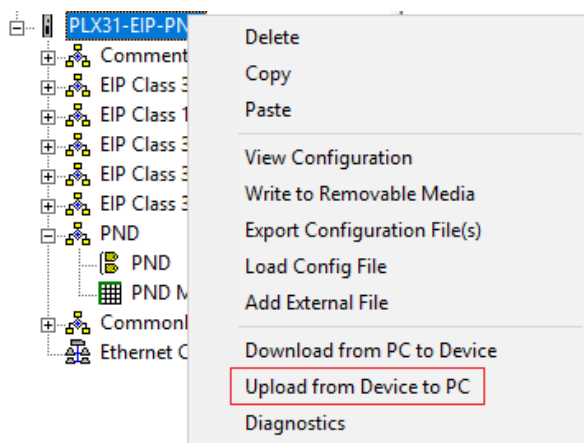 PLX31-EIP-PN
Comment
EIP Class 3
EIP Class 1
EIP Class 3
EIP Class 3
EIP Class 3
PND
PND
PND M
Common
Ethernet C
Delete
Copy
Paste
View Configuration
Write to Removable Media
Export Configuration File(s)
Load Config File
Add External File
Download from PC to Device
Upload from Device to PC
Diagnostics